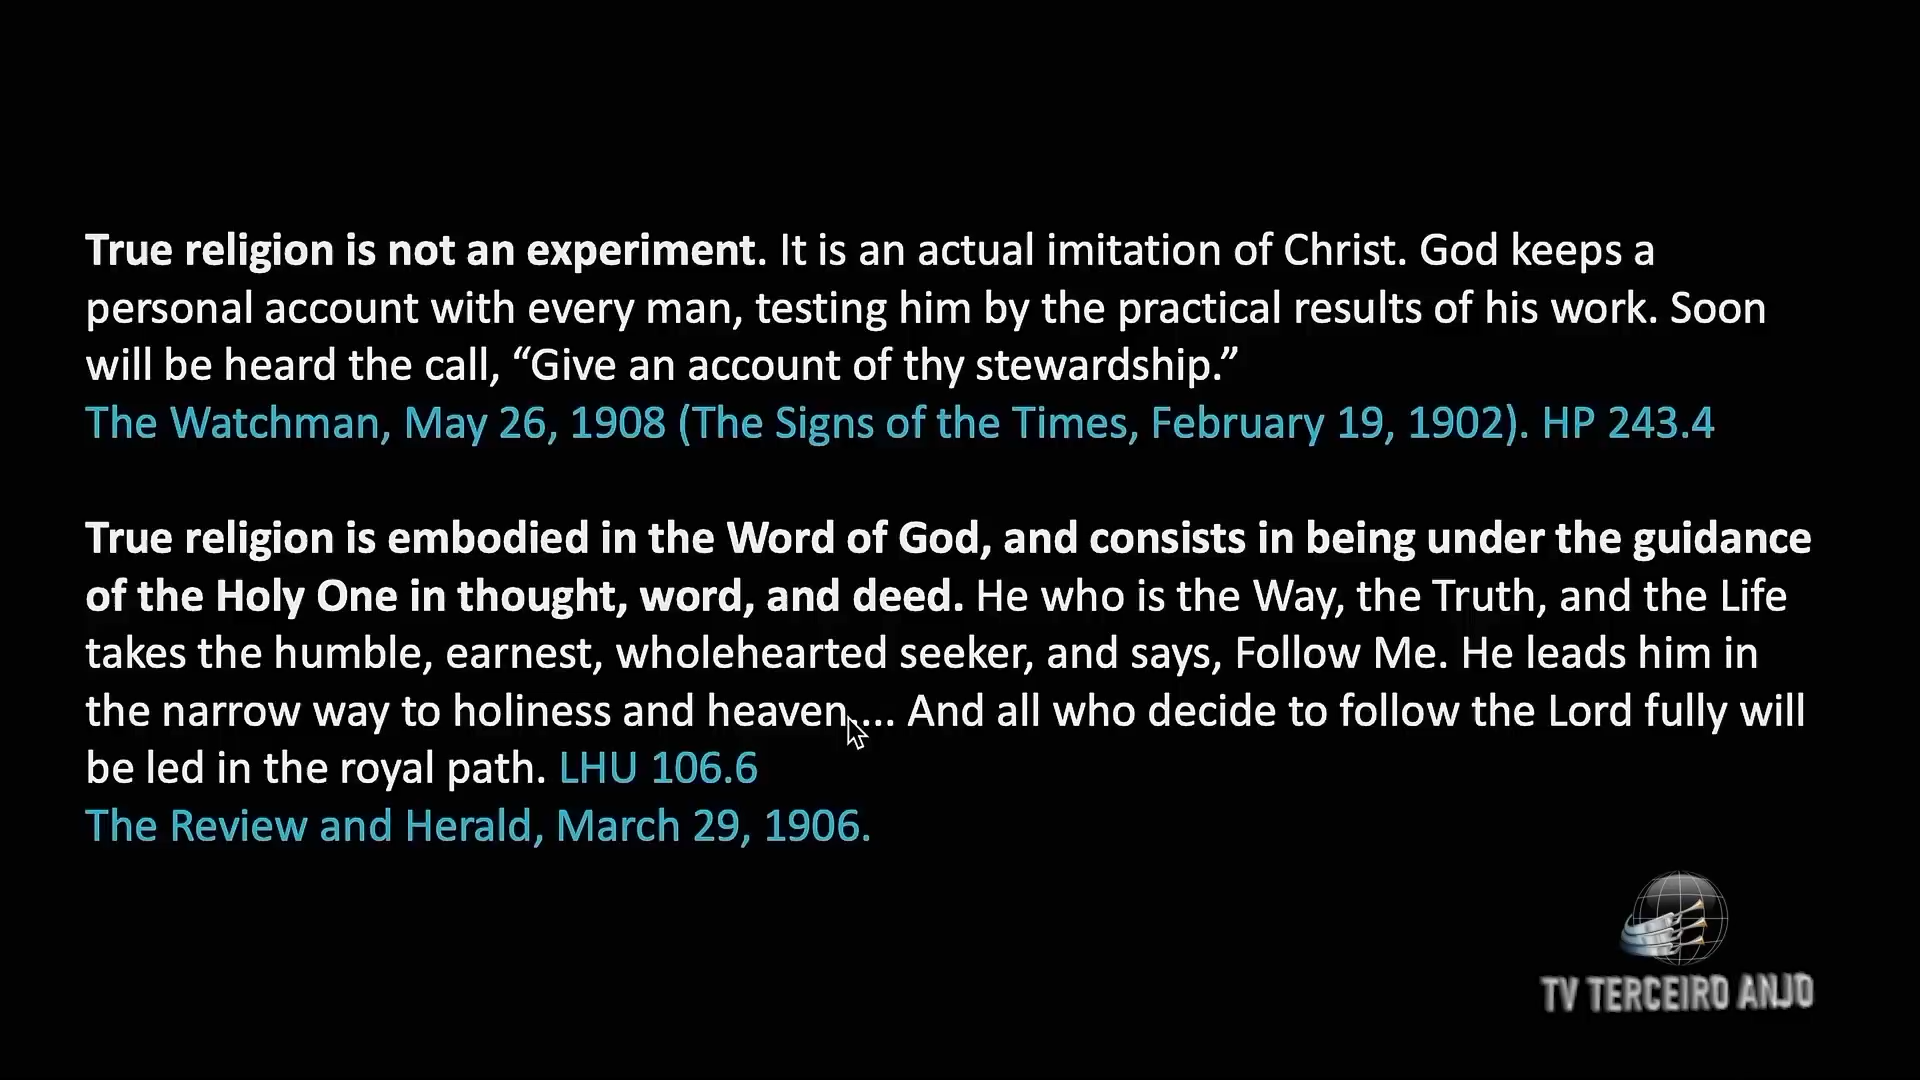 True religion is not an experiment. It is an actual imitation of Christ. God keeps a
personal account with every man, testing him by the practical results of his work. Soon
will be heard the call, “Give an account of thy stewardship.”
The Watchman, May 26, 1908 (The Signs of the Times, February 19, 1902). HP 243.4
True religion is embodied in the Word of God, and consists in being under the guidance
of the Holy One in thought, word, and deed. He who is the Way, the Truth, and the Life
takes the humble, earnest, wholehearted seeker, and says, Follow Me. He leads him in
the narrow way to holiness and heaven.... And all who decide to follow the Lord fully will
be led in the royal path. LHU 106.6
The Review and Herald, March 29, 1906.
TV TERCEIRO ANJO